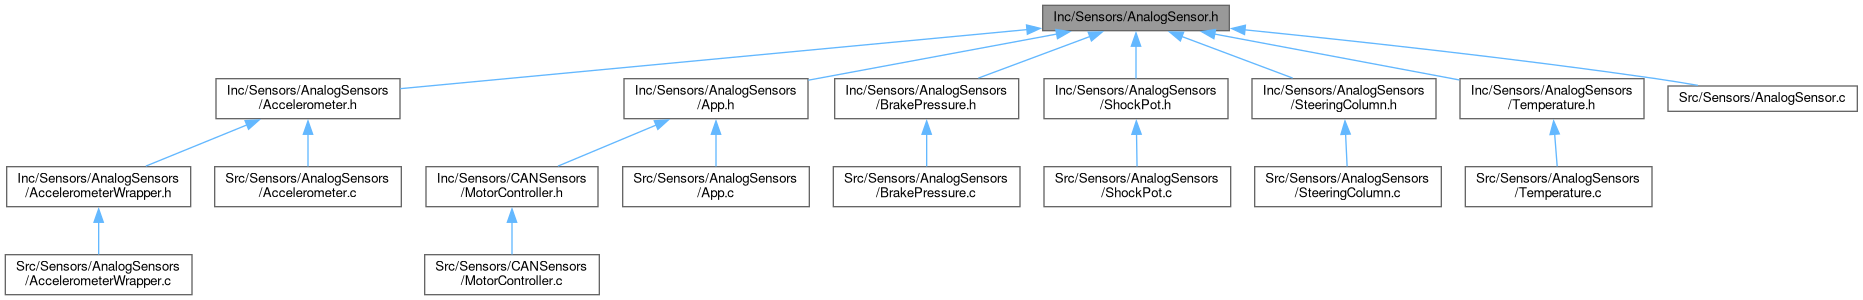 Inc/Sensors/AnalogSensor.h
Inc/Sensors/AnalogSensors
/Accelerometer.h
Inc/Sensors/AnalogSensors
/App.h
Inc/Sensors/AnalogSensors
/BrakePressure.h
Inc/Sensors/AnalogSensors
/ShockPot.h
Inc/Sensors/AnalogSensors
/SteeringColumn.h
Inc/Sensors/AnalogSensors
/Temperature.h
Src/Sensors/AnalogSensor.c
Inc/Sensors/AnalogSensors
/AccelerometerWrapper.h
Src/Sensors/AnalogSensors
/Accelerometer.c
Inc/Sensors/CANSensors
/MotorController.h
Src/Sensors/AnalogSensors
/App.c
Src/Sensors/AnalogSensors
/BrakePressure.c
Src/Sensors/AnalogSensors
/ShockPot.c
Src/Sensors/AnalogSensors
/SteeringColumn.c
Src/Sensors/AnalogSensors
/Temperature.c
Src/Sensors/AnalogSensors
/AccelerometerWrapper.c
Src/Sensors/CANSensors
/MotorController.c